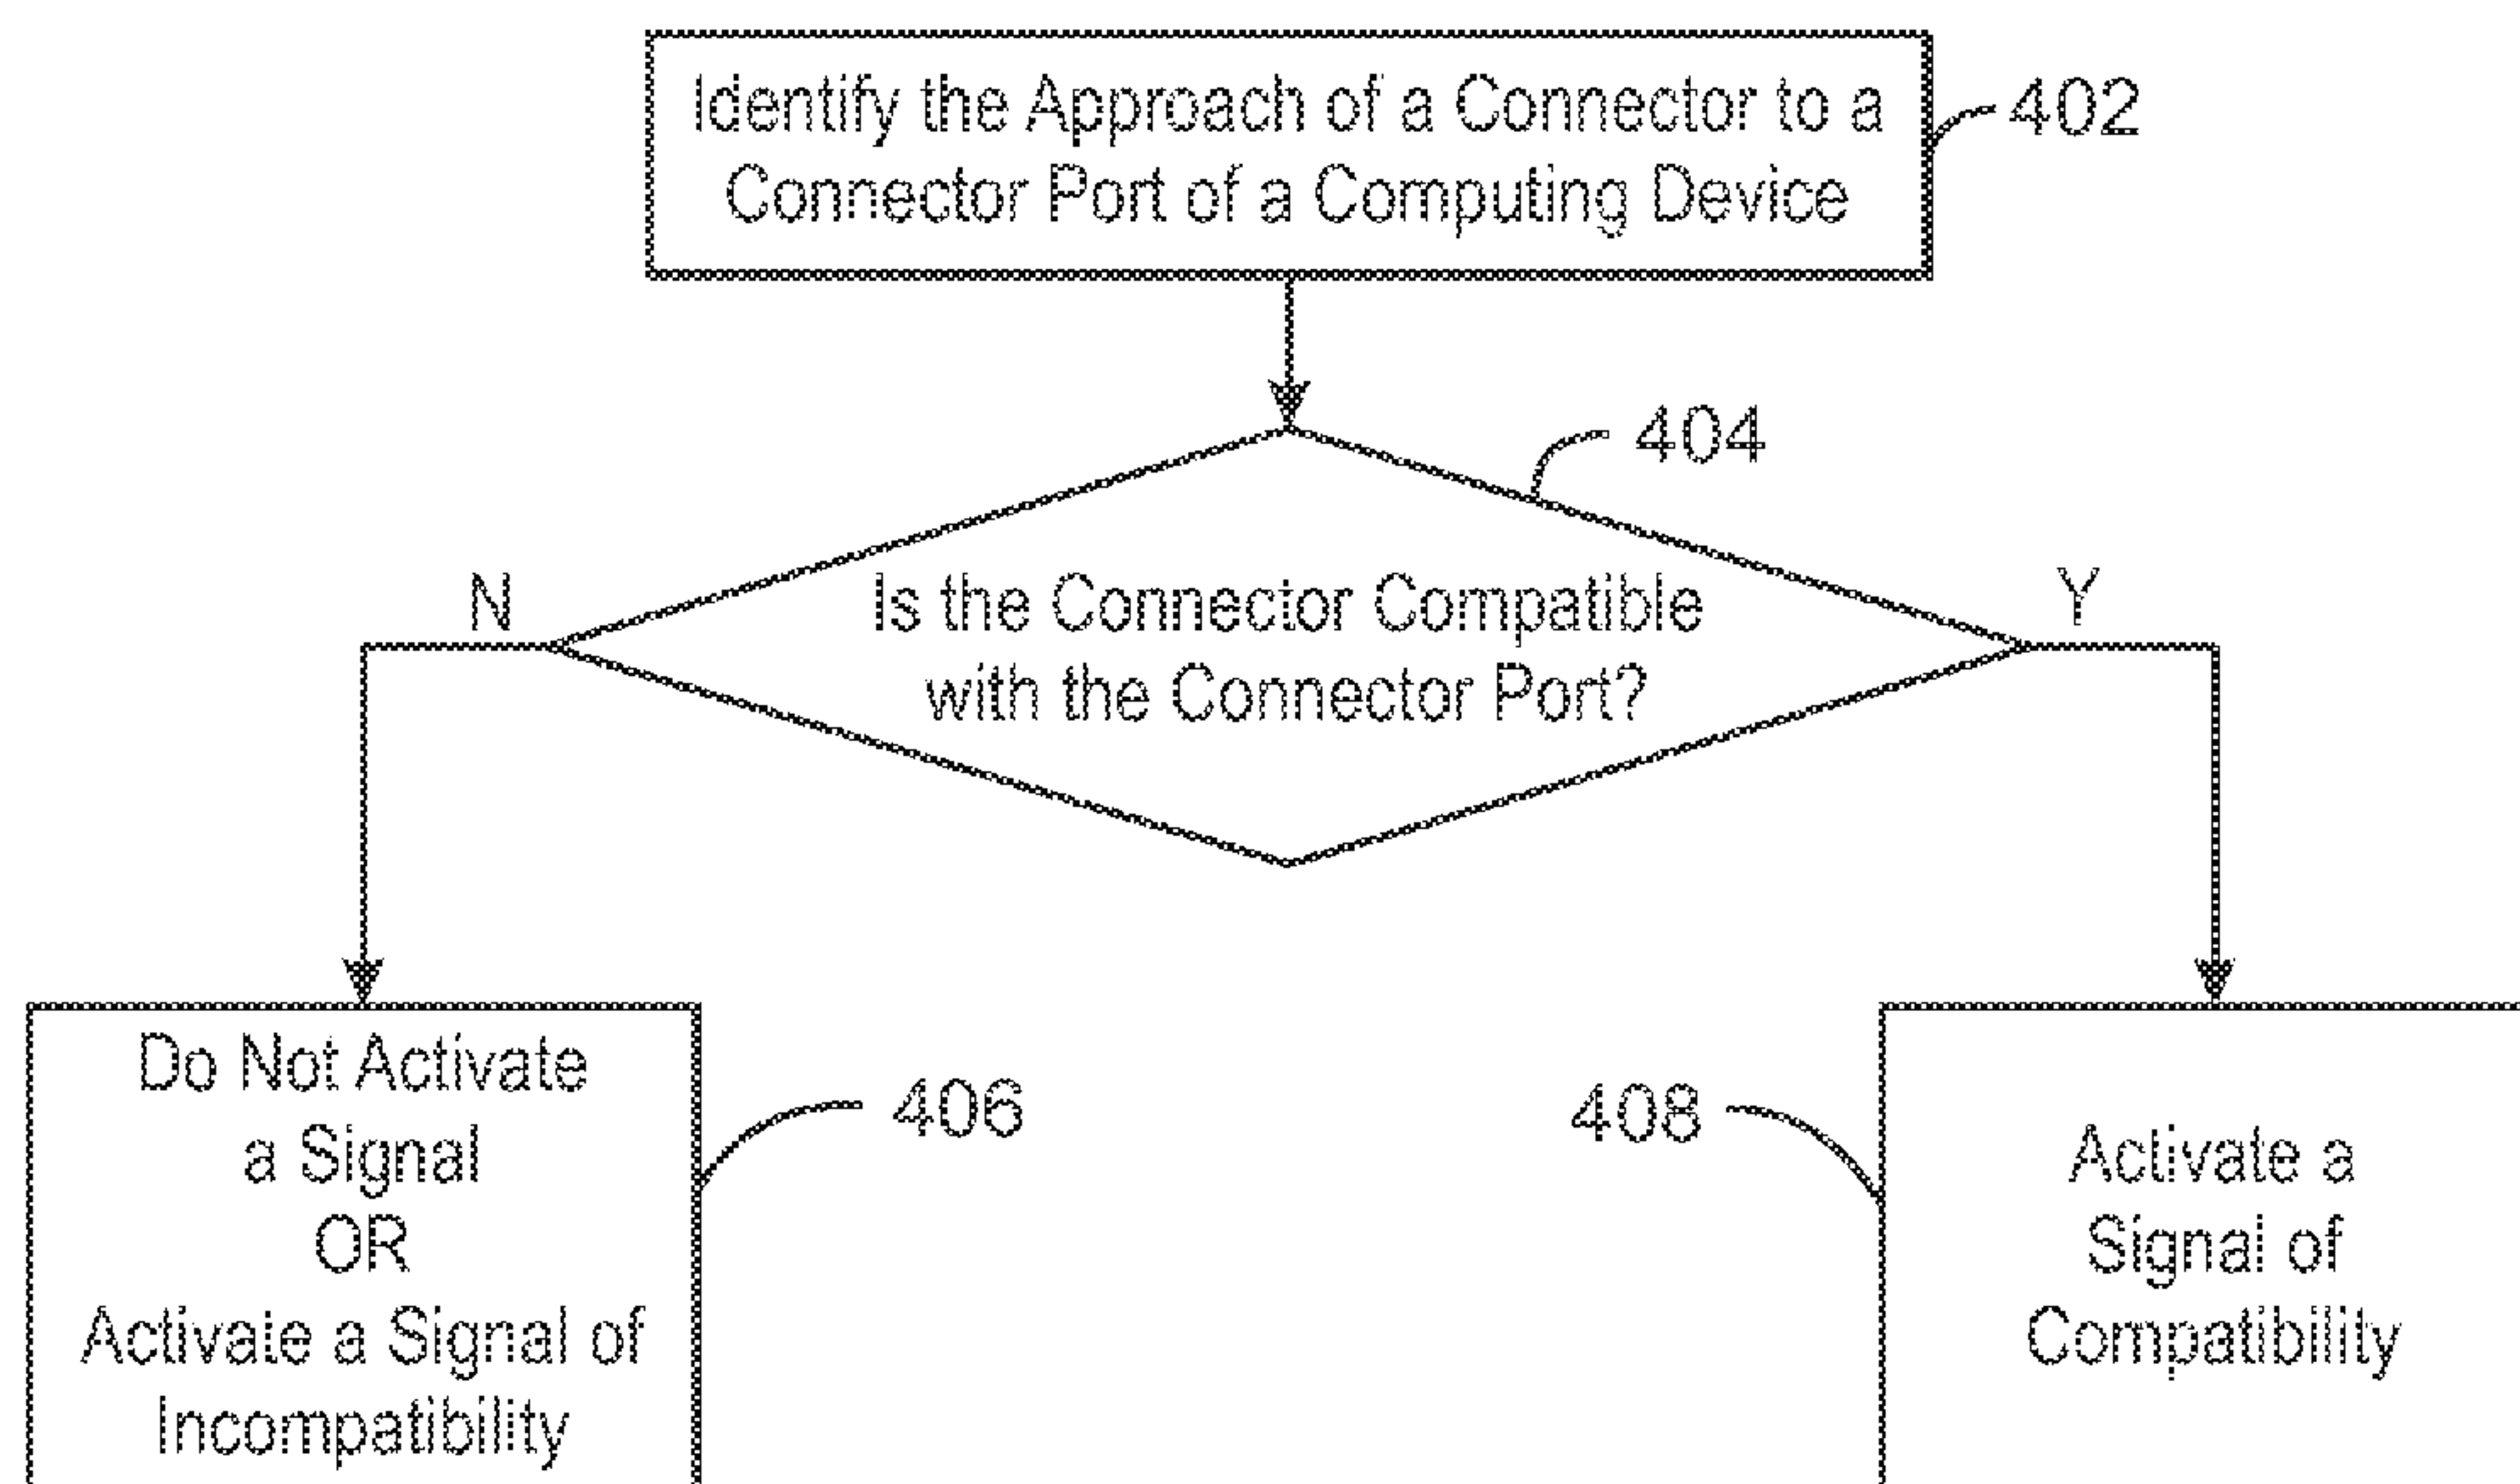 Identify the Approach of a Connector to a
Connector Port of a Computing Device
402
404
N
Is the Connector Compatible
with the Connector Port?
Y
Do Not Activate
a Signal
OR
Activate a Signal of
Incompatibility
406
408
Activate a
Signal of
Compatibility